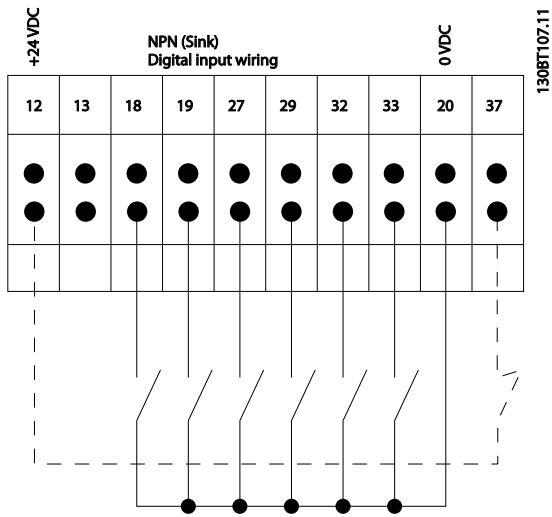 +24 VDC
NPN (Sink)
Digital input wiring
0 VDC
130BT107.11
12 13 18 19 27 29 32 33 20 37